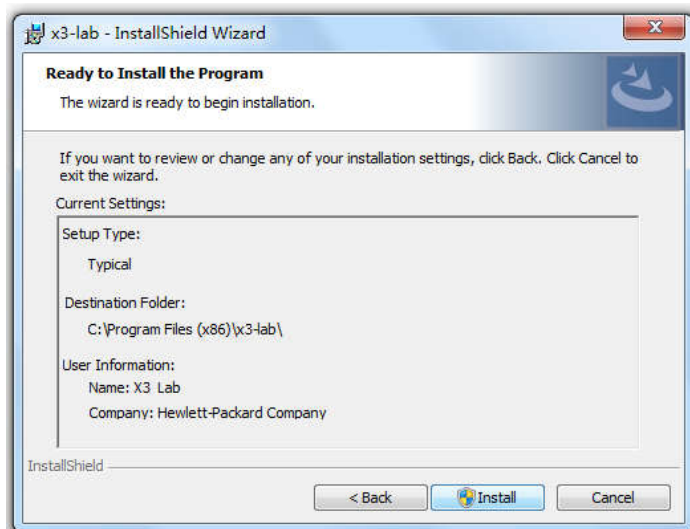 x3-lab - InstallShield Wizard
Ready to Install the Program
The wizard is ready to begin installation.
If you want to review or change any of your installation settings, click Back. Click Cancel to
exit the wizard.
Current Settings:
Setup Type:
Typical
Destination Folder:
C:\Program Files (x86)\x3-lab\
User Information:
Name: X3 Lab
Company: Hewlett-Packard Company
InstallShield
< Back
Install
Cancel